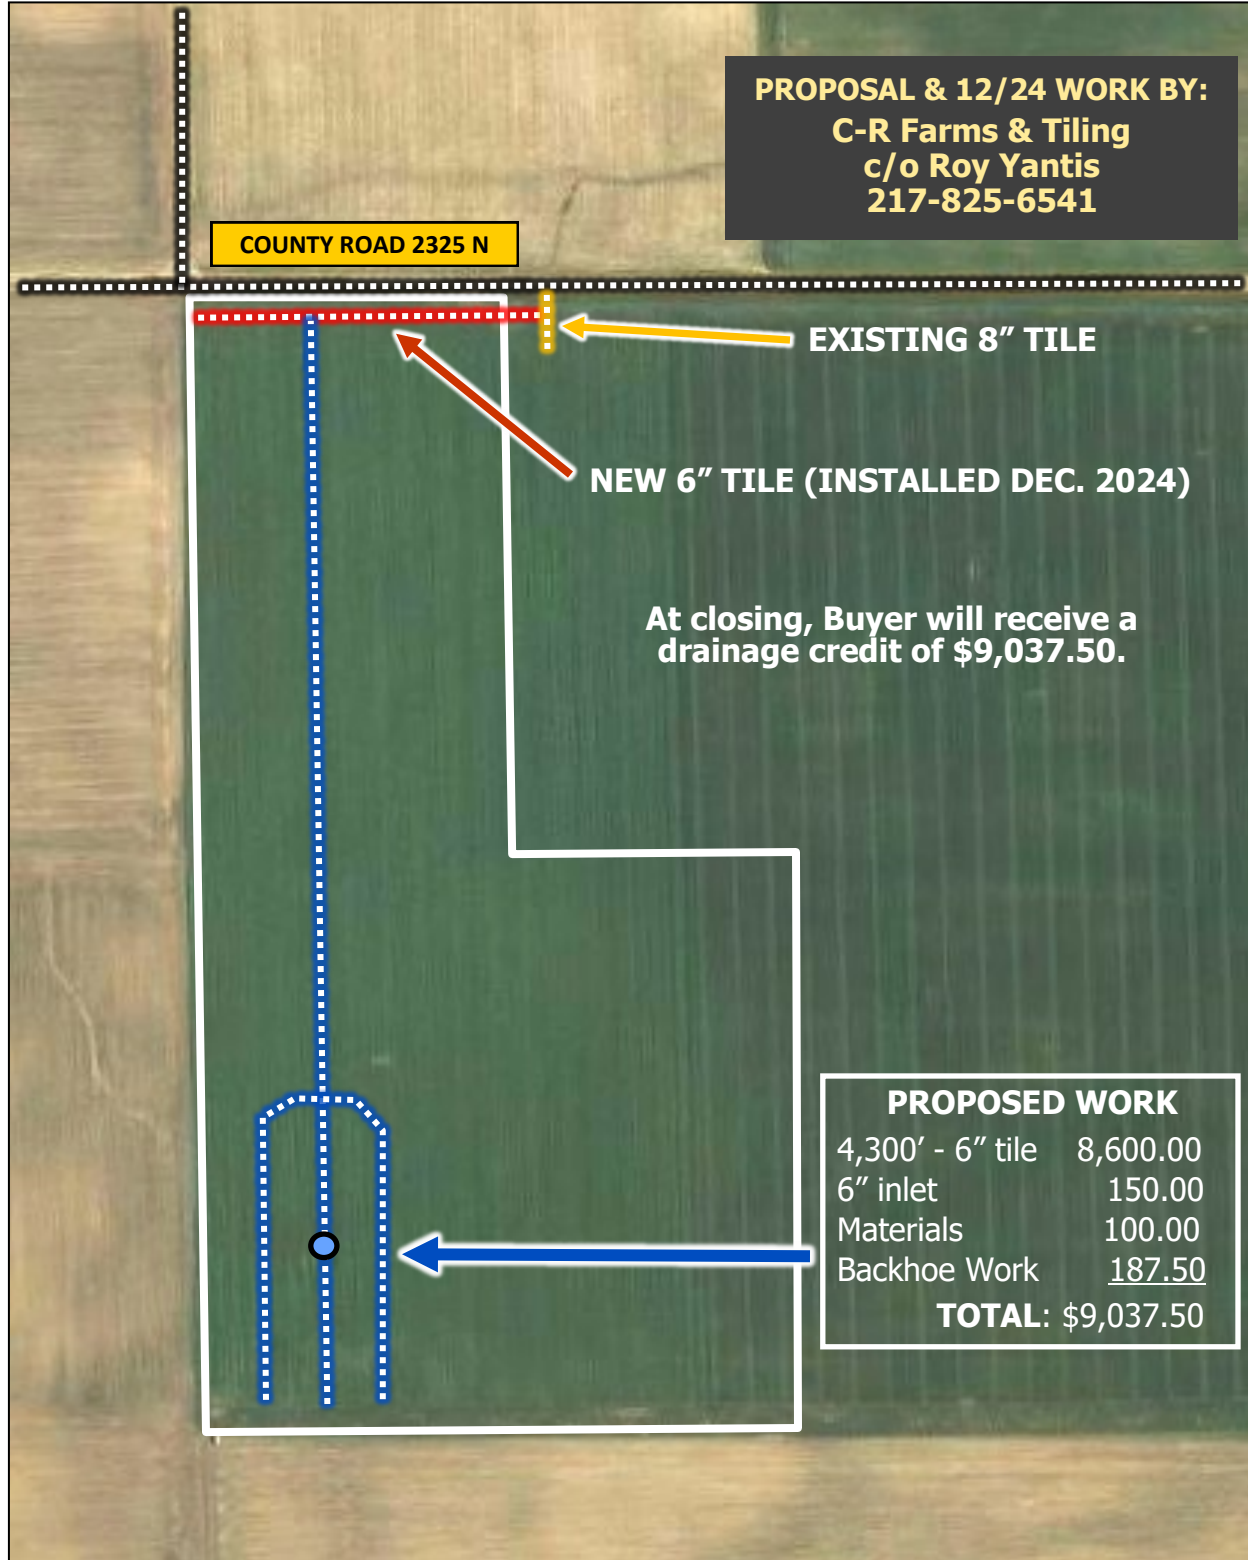 PROPOSAL & 12/24 WORK BY:
C-R Farms & Tiling
c/o Roy Yantis
217-825-6541
COUNTY ROAD 2325 N
EXISTING 8” TILE
NEW 6” TILE (INSTALLED DEC. 2024)
At closing, Buyer will receive a
drainage credit of $9,037.50.
PROPOSED WORK
4,300’ - 6” tile 8,600.00
6” inlet 150.00
Materials 100.00
Backhoe Work 187.50
TOTAL: $9,037.50